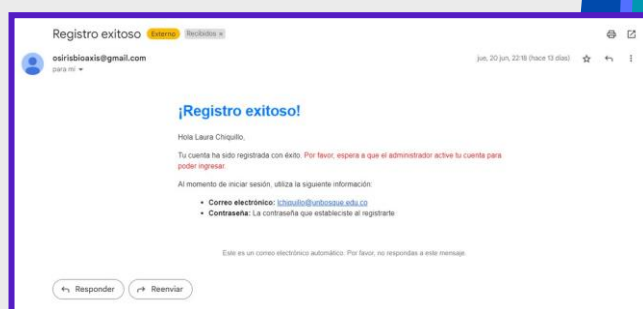 Registro exitoso Externo Recibidos x
osirisbioaxis@gmail.com
jue, 20 jun, 22:18 (hace 13 días)
para mí
¡Registro exitoso!
Hola Laura Chiquillo,
Tu cuenta ha sido registrada con éxito. Por favor, espera a que el administrador active tu cuenta para
poder ingresar.
Al momento de iniciar sesión, utiliza la siguiente información:
• Correo electrónico: lchiquillo@unbosque.edu.co
• Contraseña: La contraseña que estableciste al registrarte
Este es un correo electrónico automático. Por favor, no respondas a este mensaje.
Responder Reenviar